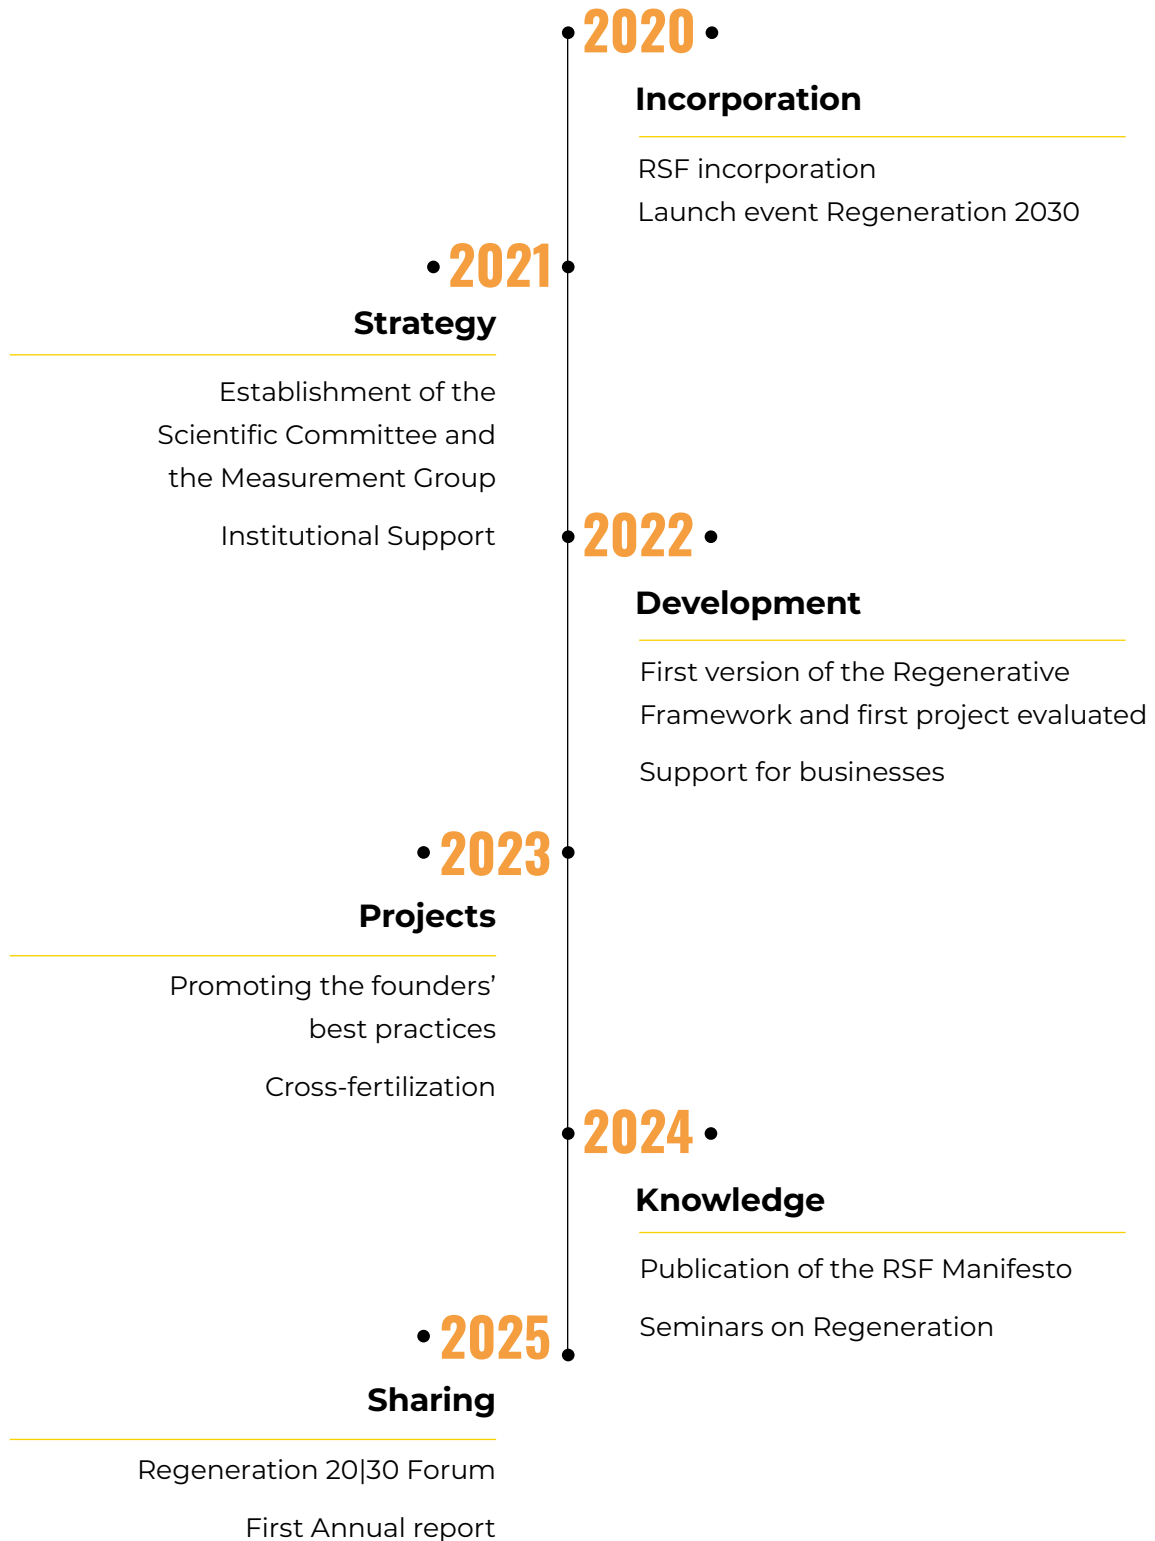 2020
Incorporation
RSF incorporation
Launch event Regeneration 2030
2021
Strategy
Establishment of the
Scientific Committee and
the Measurement Group
Institutional Support
2022
Development
First version of the Regenerative
Framework and first project evaluated
Support for businesses
2023
Projects
Promoting the founders’
best practices
Cross-fertilization
2024
Knowledge
Publication of the RSF Manifesto
Seminars on Regeneration
2025
Sharing
Regeneration 20|30 Forum
First Annual report